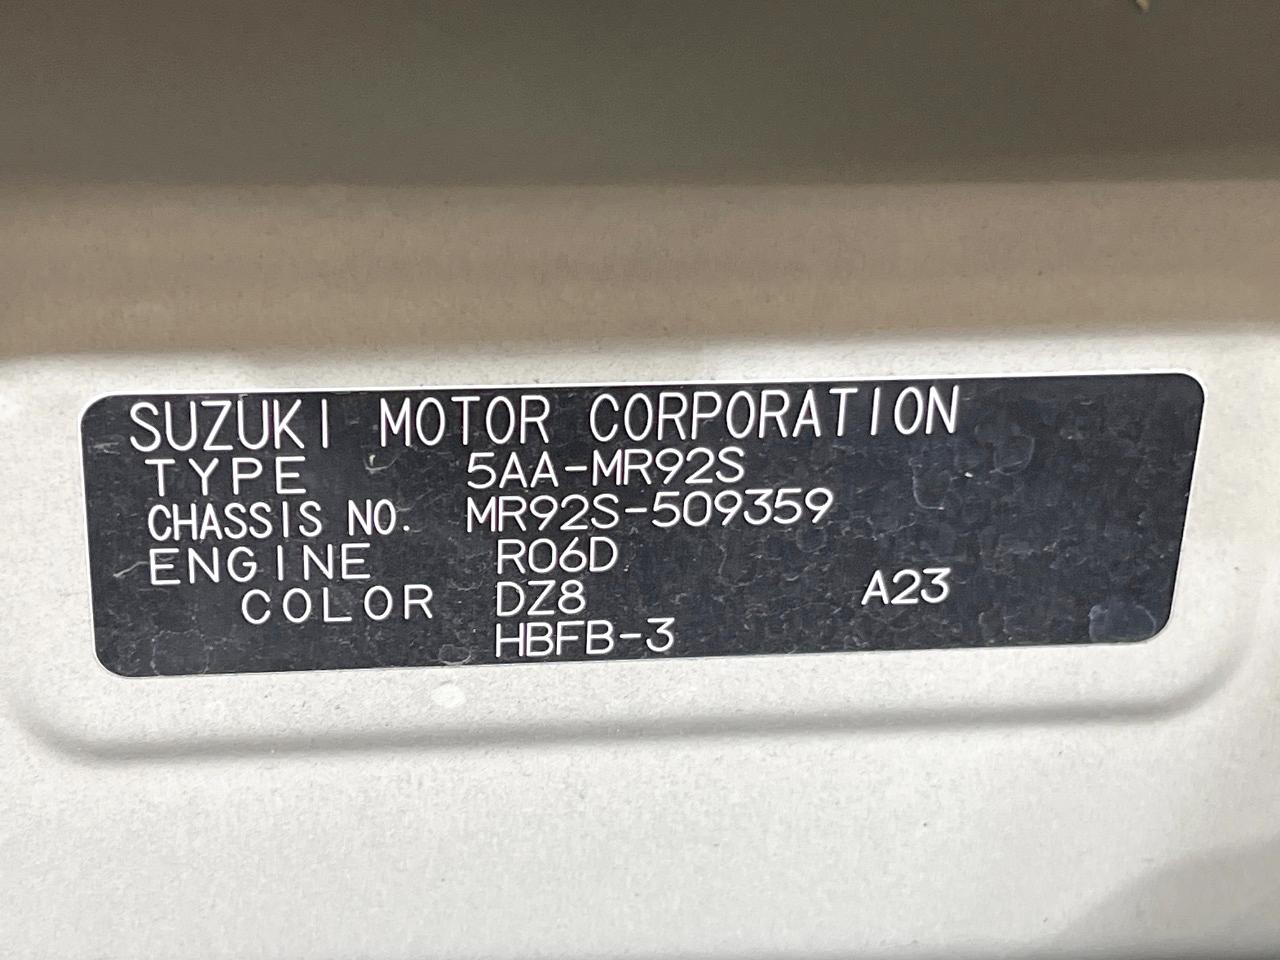 SUZUKI MOTOR CORPORATION
TYPE 5AA-MR92S
CHASSIS NO. MR92S-509359
ENGINE R06D
COLOR DZ8 A23
HBFB-3